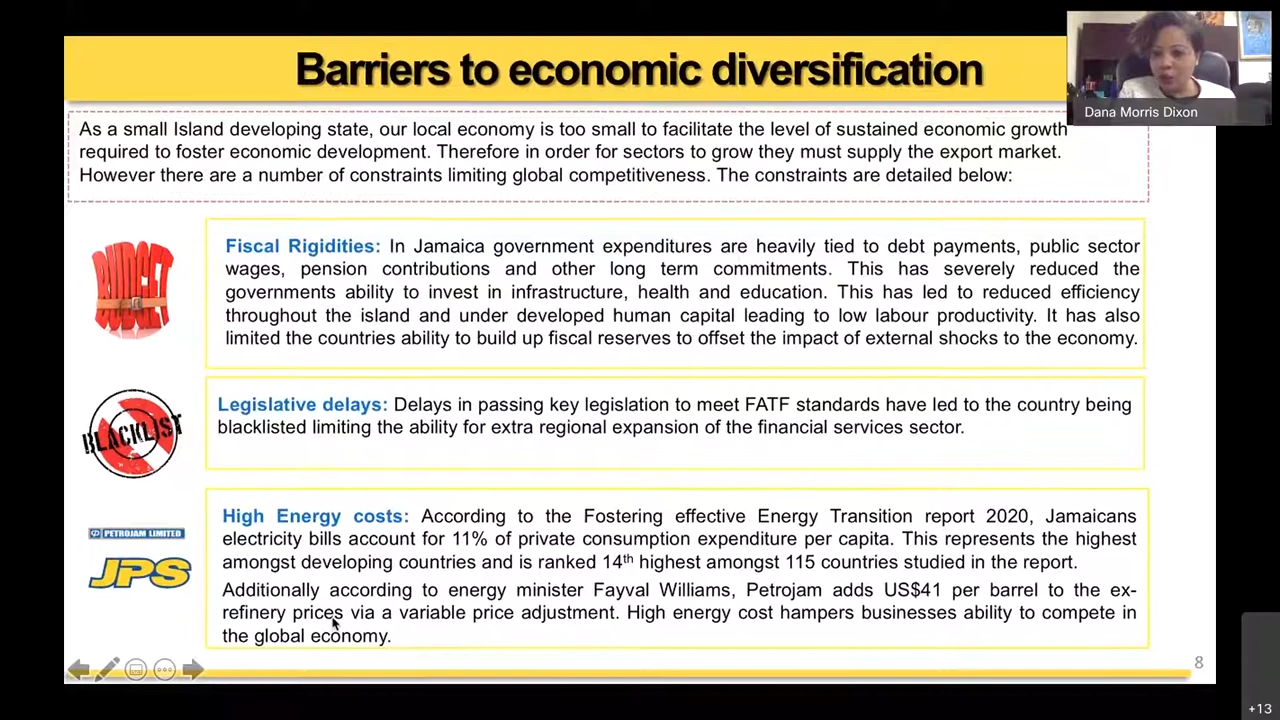 Barriers to economic diversification
Dana Morris Dixon
As a small Island developing state, our local economy is too small to facilitate the level of sustained economic growth
required to foster economic development. Therefore in order for sectors to grow they must supply the export market.
However there are a number of constraints limiting global competitiveness. The constraints are detailed below:
BUDGET
Fiscal Rigidities: In Jamaica government expenditures are heavily tied to debt payments, public sector
wages, pension contributions and other long term commitments. This has severely reduced the
governments ability to invest in infrastructure, health and education. This has led to reduced efficiency
throughout the island and under developed human capital leading to low labour productivity. It has also
limited the countries ability to build up fiscal reserves to offset the impact of external shocks to the economy.
BLACKLIST
Legislative delays: Delays in passing key legislation to meet FATF standards have led to the country being
blacklisted limiting the ability for extra regional expansion of the financial services sector.
PETROJAM LIMITED
JPS
High Energy costs: According to the Fostering effective Energy Transition report 2020, Jamaicans
electricity bills account for 11% of private consumption expenditure per capita. This represents the highest
amongst developing countries and is ranked 14th highest amongst 115 countries studied in the report.
Additionally according to energy minister Fayval Williams, Petrojam adds US$41 per barrel to the ex-
refinery prices via a variable price adjustment. High energy cost hampers businesses ability to compete in
the global economy.
8
+13